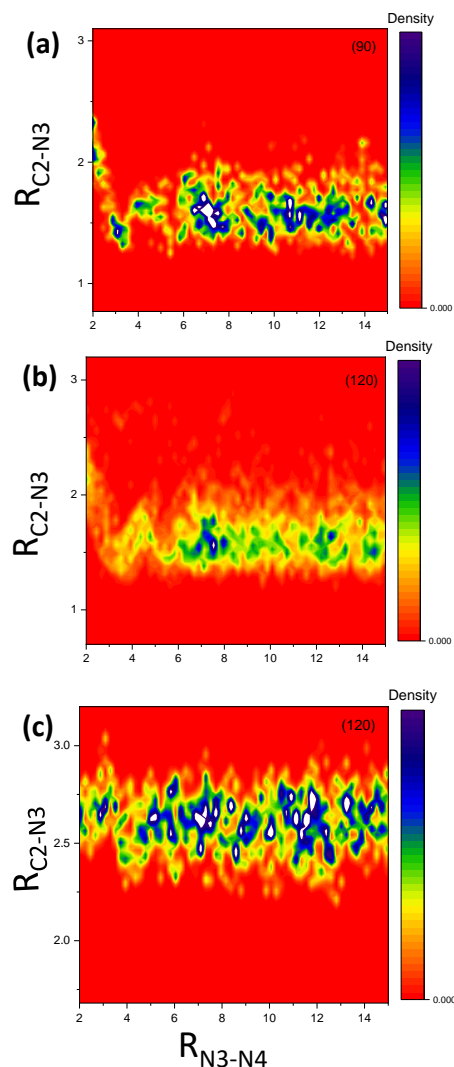 (a)
Density
(90)
3
2
1
R_{C2-N3}
2 4 6 8 10 12 14
0.000
(b)
Density
(120)
3
2
1
R_{C2-N3}
2 4 6 8 10 12 14
0.000
(c)
Density
(120)
3.0
2.5
2.0
R_{C2-N3}
2 4 6 8 10 12 14
0.000
R_{N3-N4}